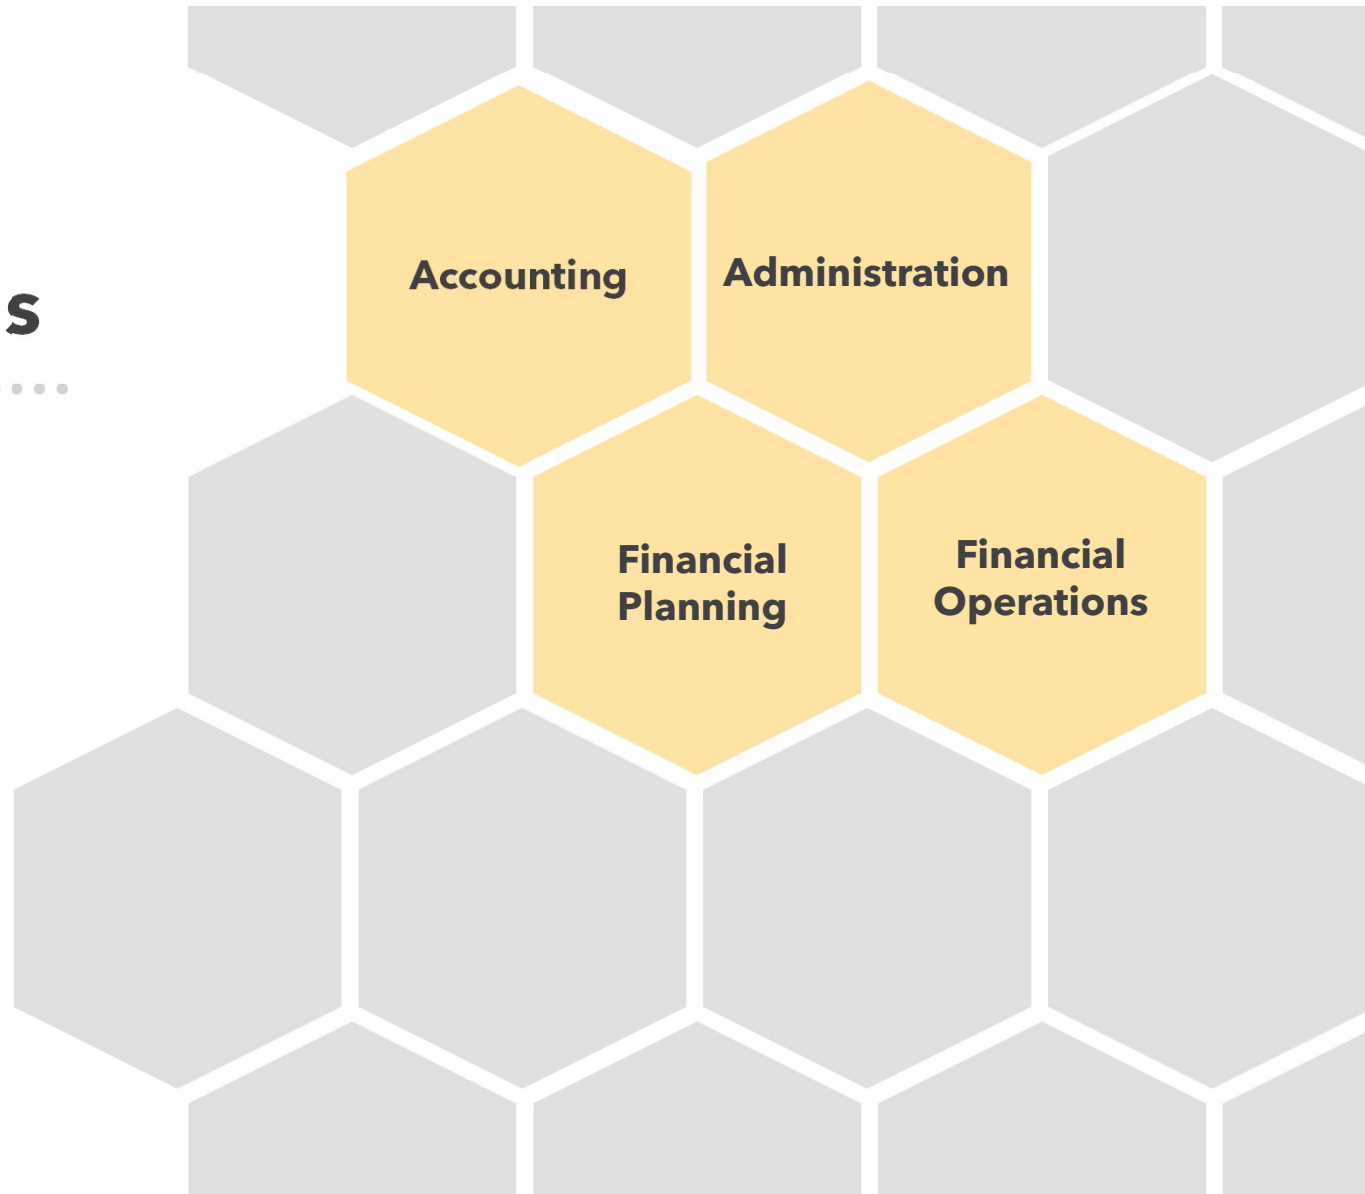 s
Accounting
Administration
Financial
Planning
Financial
Operations